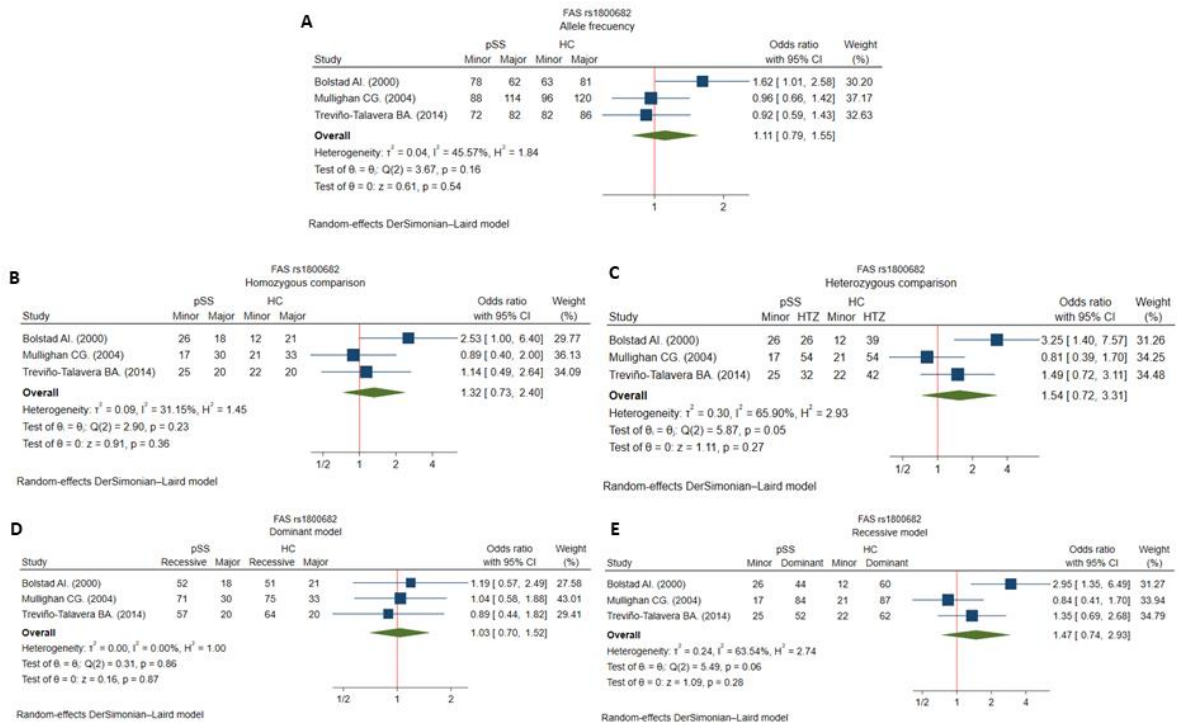 A
FAS rs1800682
Allele frecuency
pSS HC Odds ratio Weight
Study Minor Major Minor Major with 95% CI (%)
Bolstad AI. (2000) 78 62 63 81 1.62 [ 1.01, 2.58] 30.20
Mullighan CG. (2004) 88 114 96 120 0.96 [ 0.66, 1.42] 37.17
Treviño-Talavera BA. (2014) 72 82 82 86 0.92 [ 0.59, 1.43] 32.63
Overall 1.11 [ 0.79, 1.55]
Heterogeneity: τ² = 0.04, I² = 45.57%, H² = 1.84
Test of θᵢ = θⱼ: Q(2) = 3.67, p = 0.16
Test of θ = 0: z = 0.61, p = 0.54
1 2
Random-effects DerSimonian–Laird model
B
FAS rs1800682
Homozygous comparison
pSS HC Odds ratio Weight
Study Minor Major Minor Major with 95% CI (%)
Bolstad AI. (2000) 26 18 12 21 2.53 [ 1.00, 6.40] 29.77
Mullighan CG. (2004) 17 30 21 33 0.89 [ 0.40, 2.00] 36.13
Treviño-Talavera BA. (2014) 25 20 22 20 1.14 [ 0.49, 2.64] 34.09
Overall 1.32 [ 0.73, 2.40]
Heterogeneity: τ² = 0.09, I² = 31.15%, H² = 1.45
Test of θᵢ = θⱼ: Q(2) = 2.90, p = 0.23
Test of θ = 0: z = 0.91, p = 0.36
1/2 1 2 4
Random-effects DerSimonian–Laird model
C
FAS rs1800682
Heterozygous comparison
pSS HC Odds ratio Weight
Study Minor HTZ Minor HTZ with 95% CI (%)
Bolstad AI. (2000) 26 26 12 39 3.25 [ 1.40, 7.57] 31.26
Mullighan CG. (2004) 17 54 21 54 0.81 [ 0.39, 1.70] 34.25
Treviño-Talavera BA. (2014) 25 32 22 42 1.49 [ 0.72, 3.11] 34.48
Overall 1.54 [ 0.72, 3.31]
Heterogeneity: τ² = 0.30, I² = 65.90%, H² = 2.93
Test of θᵢ = θⱼ: Q(2) = 5.87, p = 0.05
Test of θ = 0: z = 1.11, p = 0.27
1/2 1 2 4
Random-effects DerSimonian–Laird model
D
FAS rs1800682
Dominant model
pSS HC Odds ratio Weight
Study Recessive Major Recessive Major with 95% CI (%)
Bolstad AI. (2000) 52 18 51 21 1.19 [ 0.57, 2.49] 27.58
Mullighan CG. (2004) 71 30 75 33 1.04 [ 0.58, 1.88] 43.01
Treviño-Talavera BA. (2014) 57 20 64 20 0.89 [ 0.44, 1.82] 29.41
Overall 1.03 [ 0.70, 1.52]
Heterogeneity: τ² = 0.00, I² = 0.00%, H² = 1.00
Test of θᵢ = θⱼ: Q(2) = 0.31, p = 0.86
Test of θ = 0: z = 0.16, p = 0.87
1/2 1 2
Random-effects DerSimonian–Laird model
E
FAS rs1800682
Recessive model
pSS HC Odds ratio Weight
Study Minor Dominant Minor Dominant with 95% CI (%)
Bolstad AI. (2000) 26 44 12 60 2.95 [ 1.35, 6.49] 31.27
Mullighan CG. (2004) 17 84 21 87 0.84 [ 0.41, 1.70] 33.94
Treviño-Talavera BA. (2014) 25 52 22 62 1.35 [ 0.69, 2.68] 34.79
Overall 1.47 [ 0.74, 2.93]
Heterogeneity: τ² = 0.24, I² = 63.54%, H² = 2.74
Test of θᵢ = θⱼ: Q(2) = 5.49, p = 0.06
Test of θ = 0: z = 1.09, p = 0.28
1/2 1 2 4
Random-effects DerSimonian–Laird model